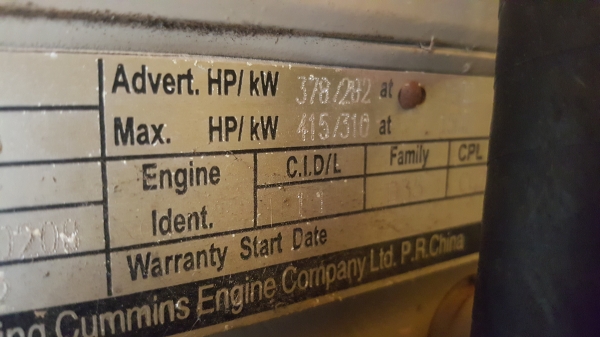 Advert. HP/kW 378/282 at
Max. HP/kW 415/310 at
Engine Ident. C.I.D/L Family CPL
Warranty Start Date
Cummins Engine Company Ltd. P.R.China